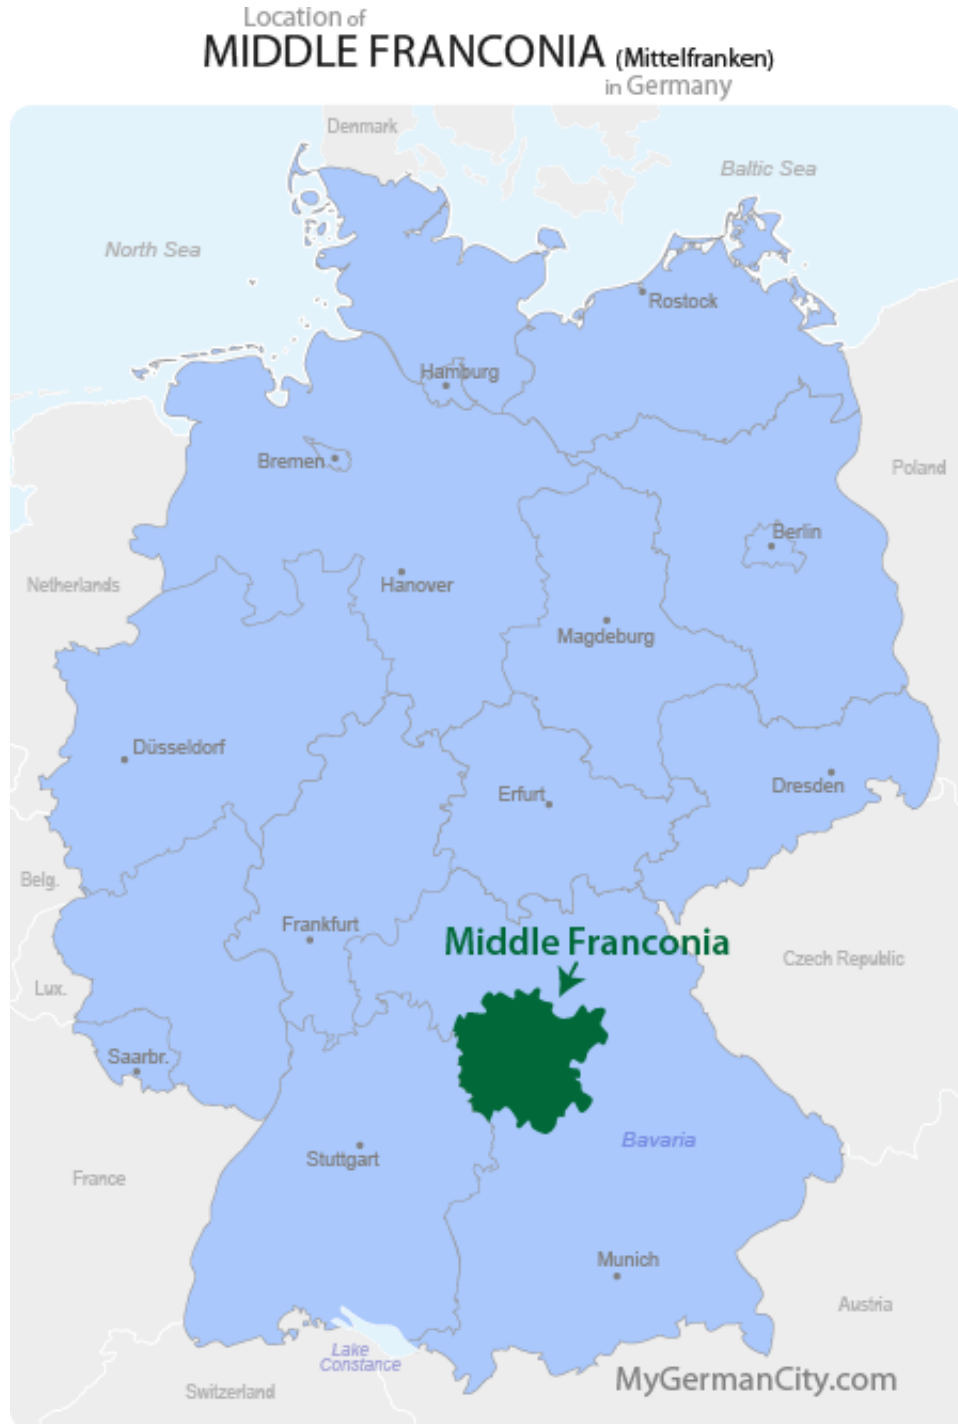 Location of
MIDDLE FRANCONIA (Mittelfranken)
in Germany
Denmark
Baltic Sea
North Sea
Rostock
Hamburg
Bremen
Poland
Berlin
Netherlands
Hanover
Magdeburg
Düsseldorf
Dresden
Erfurt
Belg.
Frankfurt
Middle Franconia
Czech Republic
Lux.
Saarbr.
Bavaria
Stuttgart
France
Munich
Austria
Lake
Constance
MyGermanCity.com
Switzerland